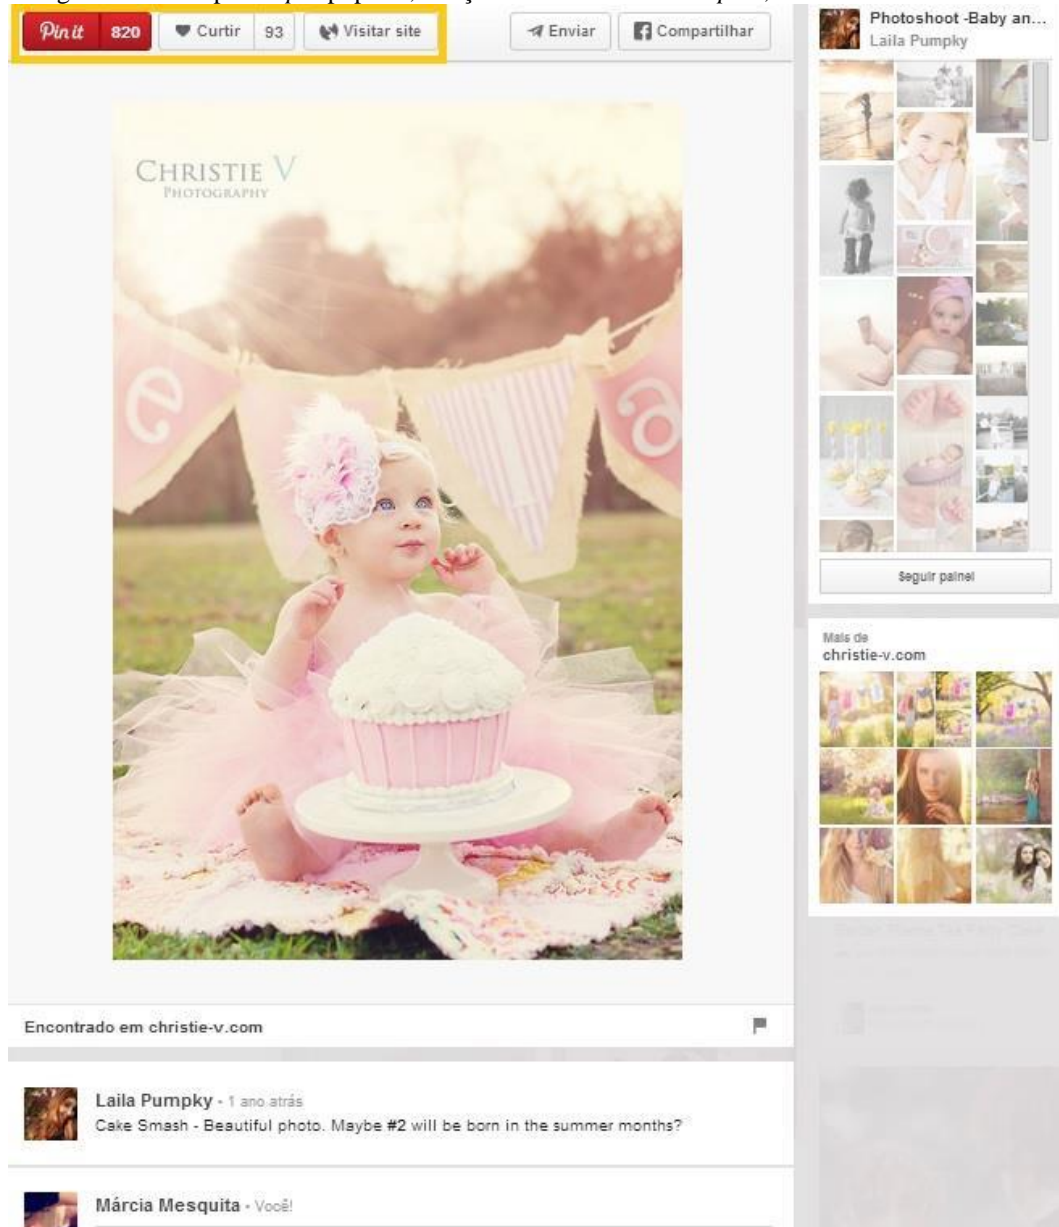 Pin it 820 Curtir 93 Visitar site Enviar Compartilhar
CHRISTIE V
PHOTOGRAPHY
e a
Encontrado em christie-v.com
Laila Pumpky - 1 ano atrás
Cake Smash - Beautiful photo. Maybe #2 will be born in the summer months?
Márcia Mesquita - Você!
Photoshoot -Baby an...
Laila Pumpky
Seguir painel
Mais de
christie-v.com